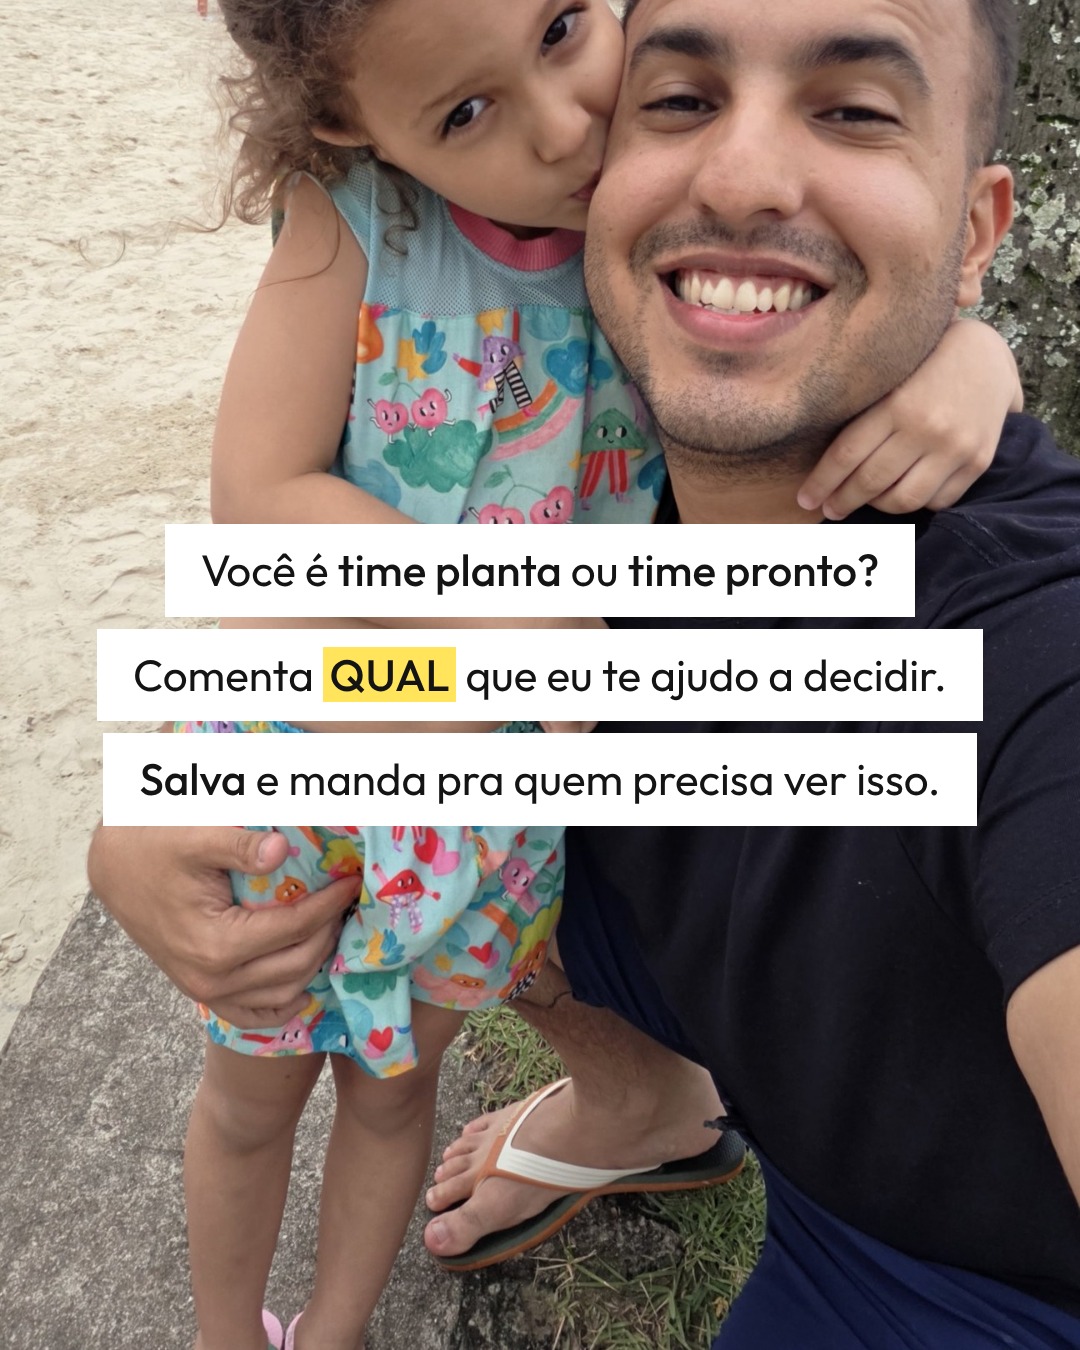 Você é time planta ou time pronto?
Comenta QUAL que eu te ajudo a decidir.
Salva e manda pra quem precisa ver isso.